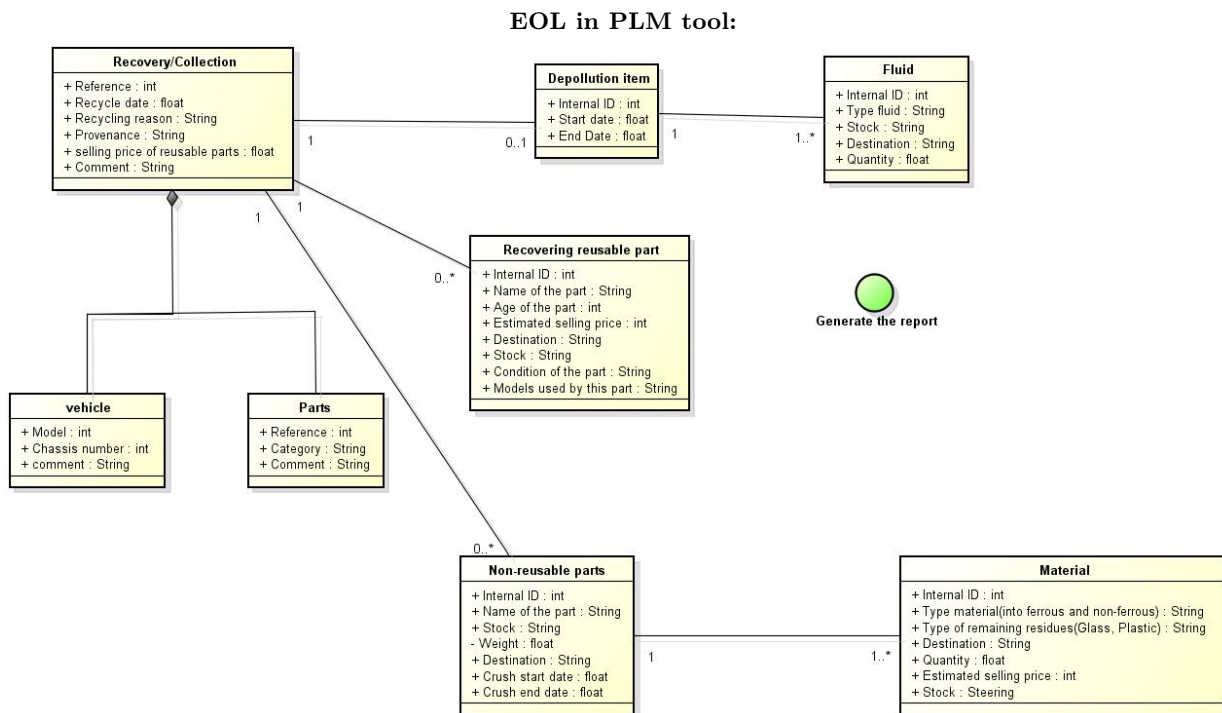 EOL in PLM tool:
Recovery/Collection
+ Reference : int
+ Recycle date : float
+ Recycling reason : String
+ Provenance : String
+ selling price of reusable parts : float
+ Comment : String
1
0..1
Depollution item
+ Internal ID : int
+ Start date : float
+ End Date : float
1
1..*
Fluid
+ Internal ID : int
+ Type fluid : String
+ Stock : String
+ Destination : String
+ Quantity : float
1
1
0..*
Recovering reusable part
+ Internal ID : int
+ Name of the part : String
+ Age of the part : int
+ Estimated selling price : int
+ Destination : String
+ Stock : String
+ Condition of the part : String
+ Models used by this part : String
Generate the report
vehicle
+ Model : int
+ Chassis number : int
+ comment : String
Parts
+ Reference : int
+ Category : String
+ Comment : String
0..*
Non-reusable parts
+ Internal ID : int
+ Name of the part : String
+ Stock : String
- Weight : float
+ Destination : String
+ Crush start date : float
+ Crush end date : float
1
1..*
Material
+ Internal ID : int
+ Type material(into ferrous and non-ferrous) : String
+ Type of remaining residues(Glass, Plastic) : String
+ Destination : String
+ Quantity : float
+ Estimated selling price : int
+ Stock : Steering